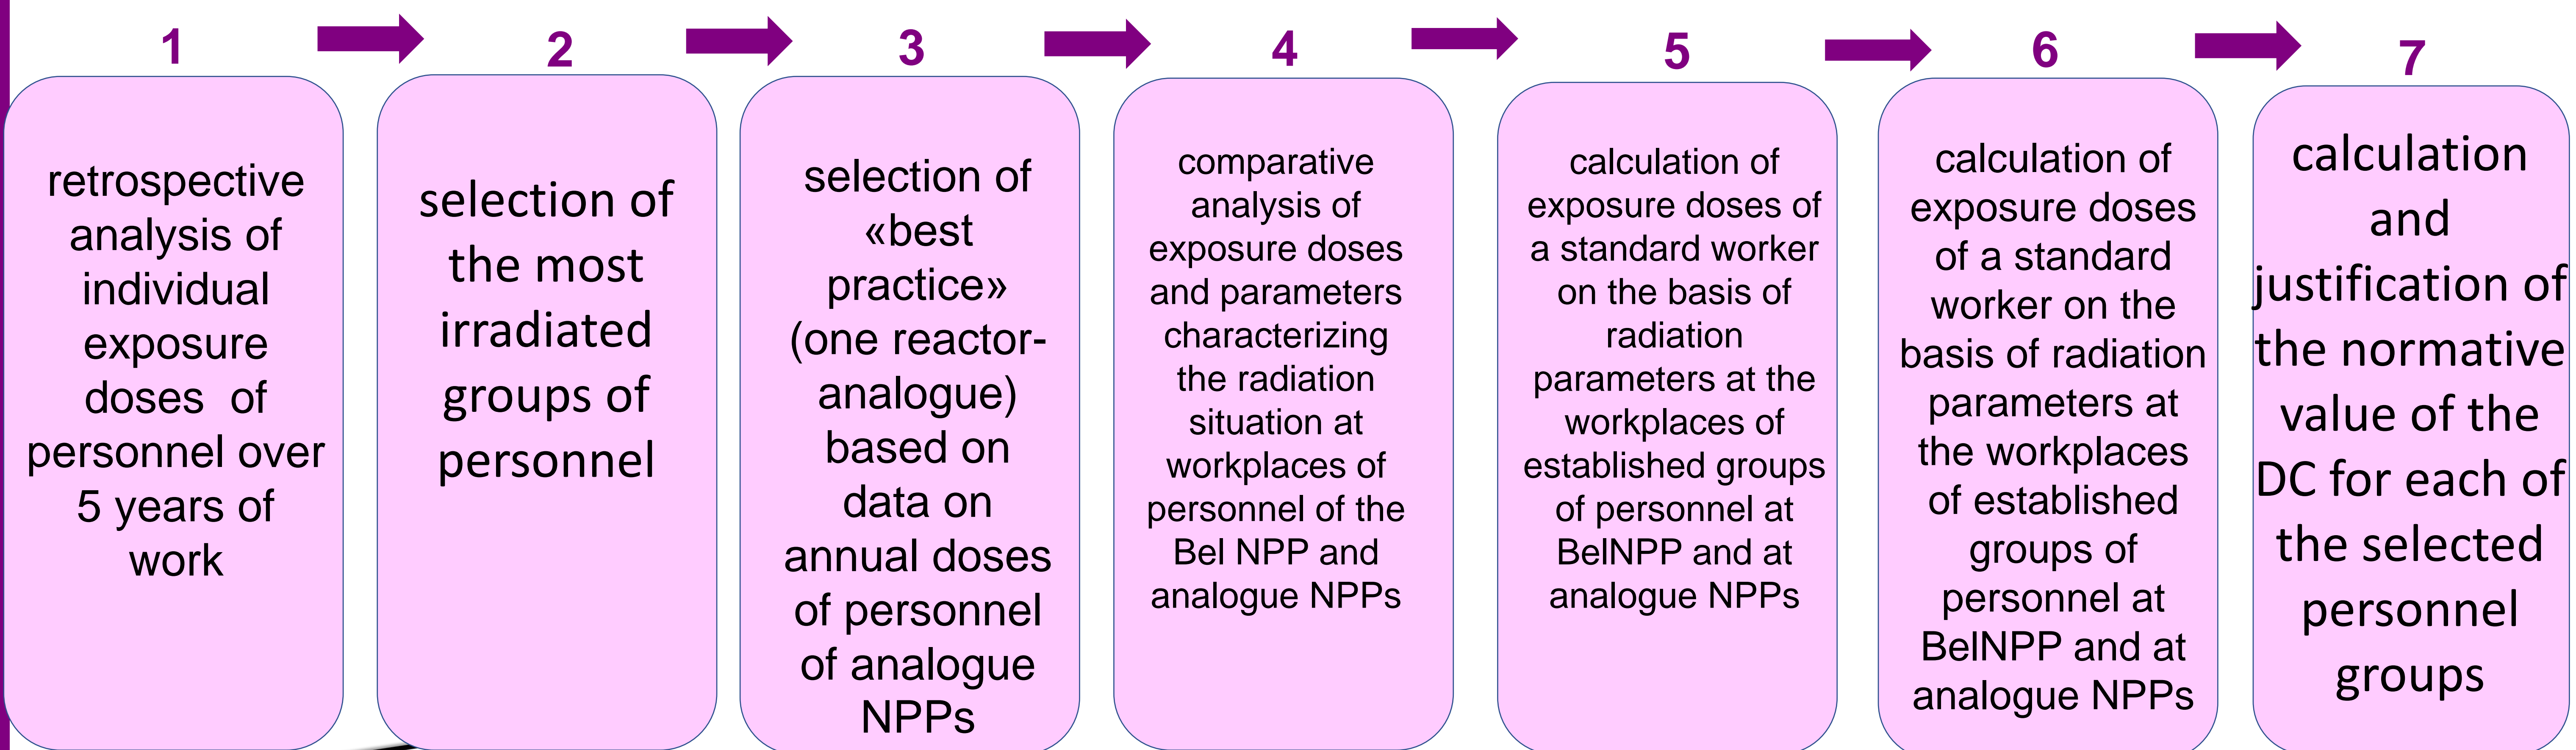 1
retrospective
analysis of
individual
exposure
doses of
personnel over
5 years of
work
2
selection of
the most
irradiated
groups of
personnel
3
selection of
«best
practice»
(one reactor-
analogue)
based on
data on
annual doses
of personnel
of analogue
NPPs
4
comparative
analysis of
exposure doses
and parameters
characterizing
the radiation
situation at
workplaces of
personnel of the
Bel NPP and
analogue NPPs
5
calculation of
exposure doses of
a standard worker
on the basis of
radiation
parameters at the
workplaces of
established groups
of personnel at
BelNPP and at
analogue NPPs
6
calculation of
exposure doses
of a standard
worker on the
basis of radiation
parameters at
the workplaces
of established
groups of
personnel at
BelNPP and at
analogue NPPs
7
calculation
and
justification of
the normative
value of the
DC for each of
the selected
personnel
groups